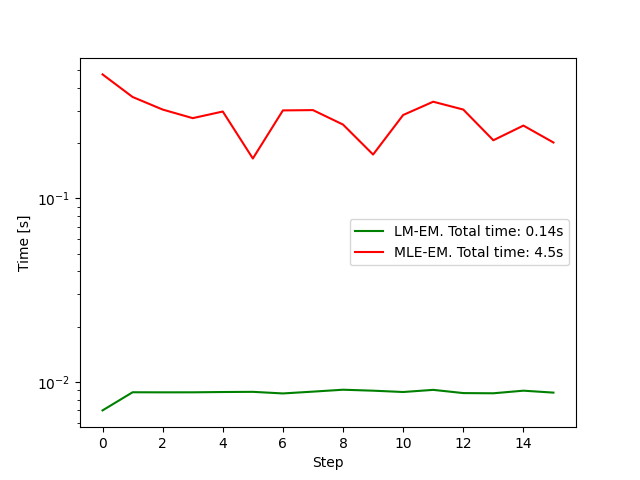 10⁻¹
10⁻²
Time [s]
LM-EM. Total time: 0.14s
MLE-EM. Total time: 4.5s
0 2 4 6 8 10 12 14
Step